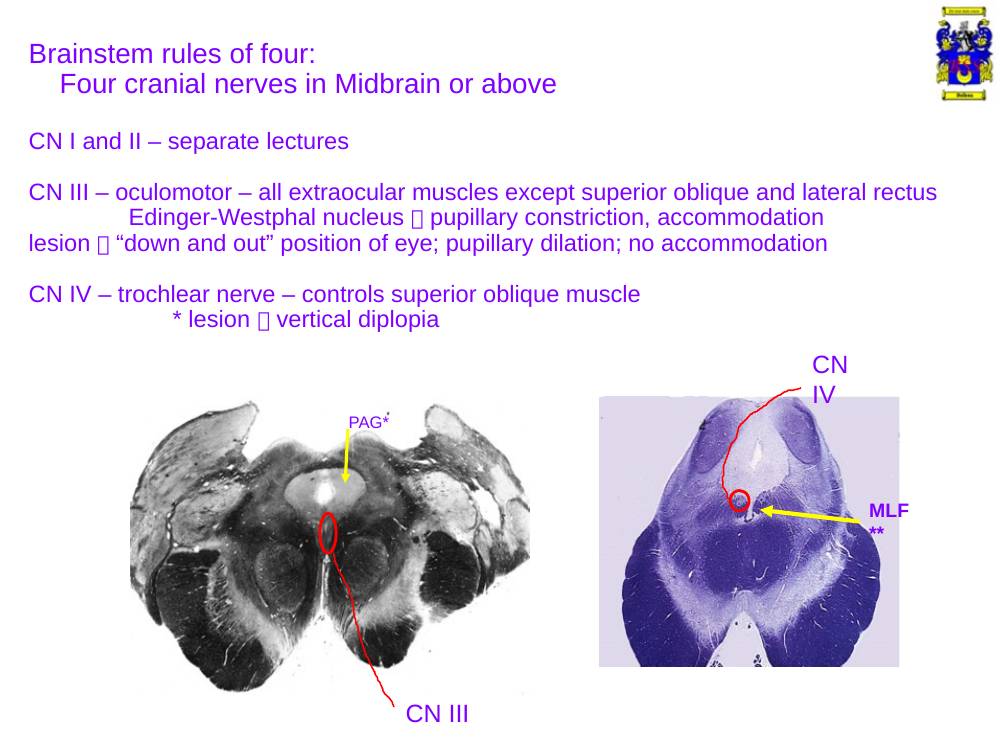 Brainstem rules of four:
Four cranial nerves in Midbrain or above
CN I and II – separate lectures
CN III – oculomotor – all extraocular muscles except superior oblique and lateral rectus
Edinger-Westphal nucleus  pupillary constriction, accommodation
lesion  “down and out” position of eye; pupillary dilation; no accommodation
CN IV – trochlear nerve – controls superior oblique muscle
* lesion  vertical diplopia
CN
IV
PAG*
MLF
**
CN III